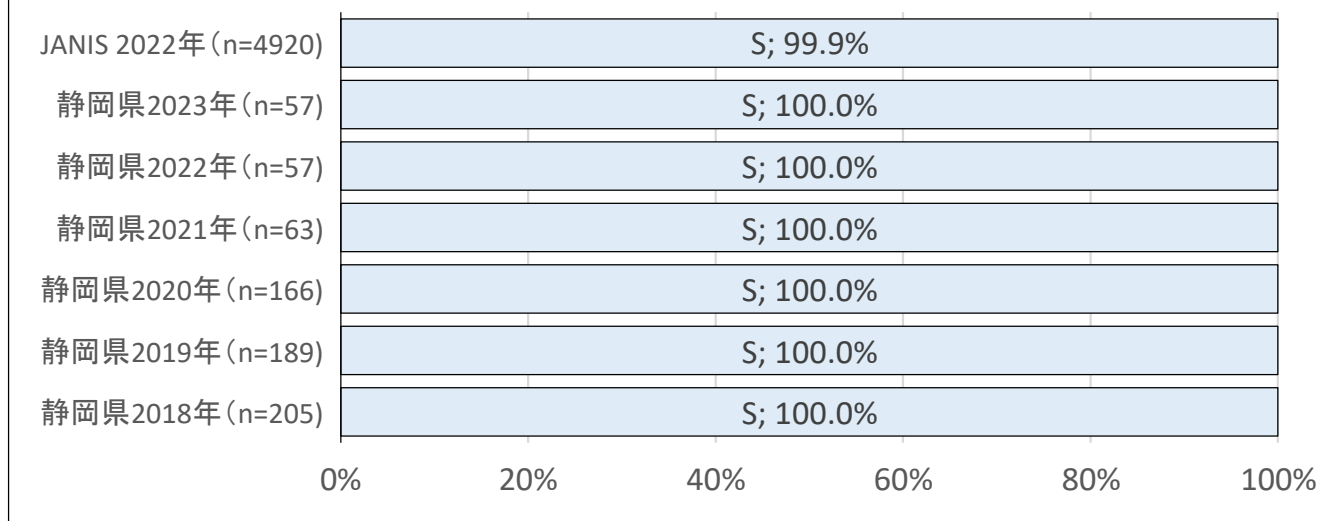 JANIS 2022年（n=4920) S; 99.9%
静岡県2023年（n=57) S; 100.0%
静岡県2022年（n=57) S; 100.0%
静岡県2021年（n=63) S; 100.0%
静岡県2020年（n=166) S; 100.0%
静岡県2019年（n=189) S; 100.0%
静岡県2018年（n=205) S; 100.0%
0% 20% 40% 60% 80% 100%